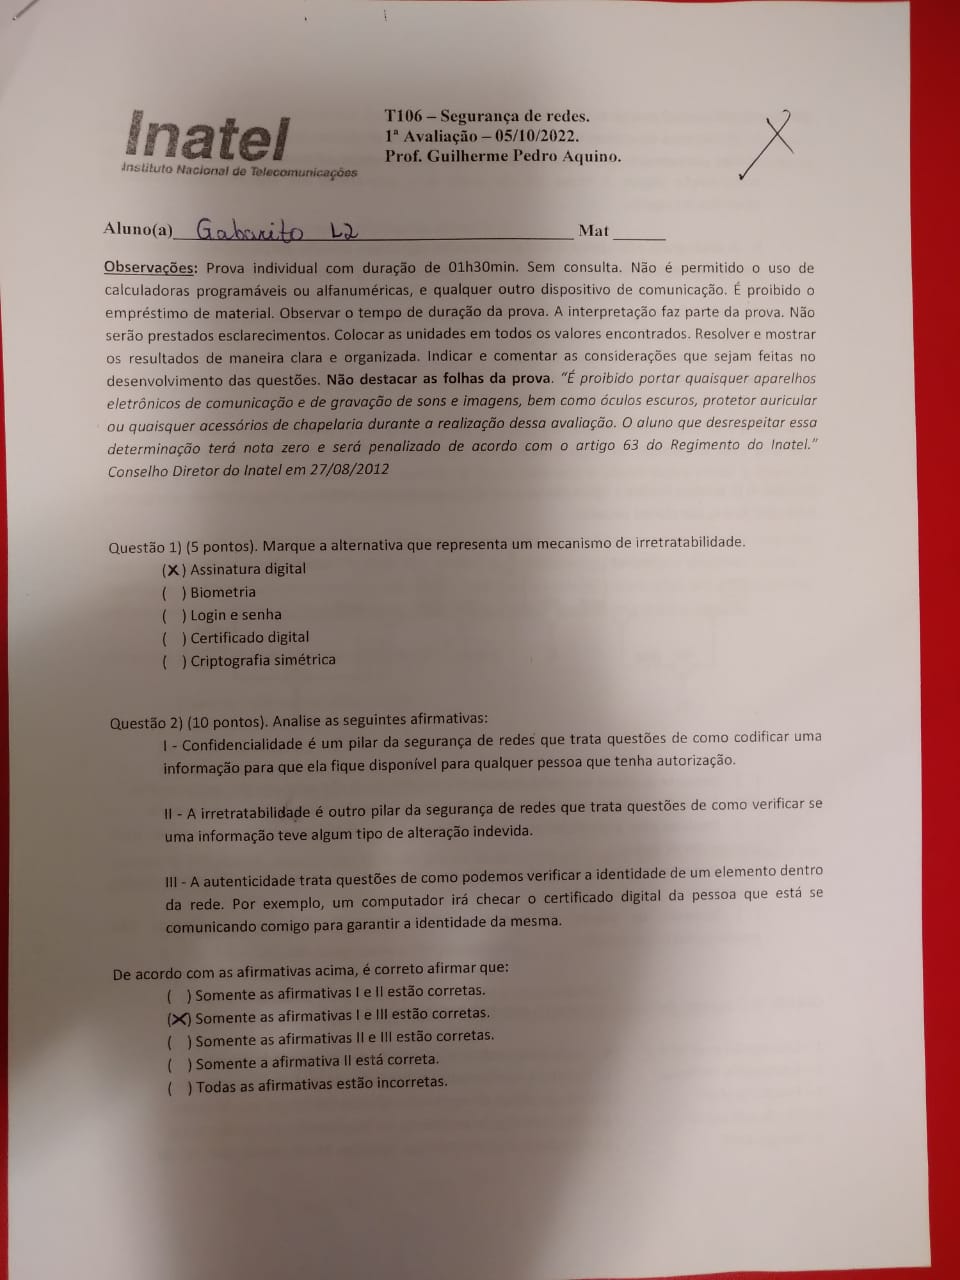 Inatel
Instituto Nacional de Telecomunicações
T106 – Segurança de redes.
1ª Avaliação – 05/10/2022.
Prof. Guilherme Pedro Aquino.
X
Aluno(a) Gabarito L2 Mat
Observações: Prova individual com duração de 01h30min. Sem consulta. Não é permitido o uso de
calculadoras programáveis ou alfanuméricas, e qualquer outro dispositivo de comunicação. É proibido o
empréstimo de material. Observar o tempo de duração da prova. A interpretação faz parte da prova. Não
serão prestados esclarecimentos. Colocar as unidades em todos os valores encontrados. Resolver e mostrar
os resultados de maneira clara e organizada. Indicar e comentar as considerações que sejam feitas no
desenvolvimento das questões. Não destacar as folhas da prova. “É proibido portar quaisquer aparelhos
eletrônicos de comunicação e de gravação de sons e imagens, bem como óculos escuros, protetor auricular
ou quaisquer acessórios de chapelaria durante a realização dessa avaliação. O aluno que desrespeitar essa
determinação terá nota zero e será penalizado de acordo com o artigo 63 do Regimento do Inatel.”
Conselho Diretor do Inatel em 27/08/2012
Questão 1) (5 pontos). Marque a alternativa que representa um mecanismo de irretratabilidade.
(X) Assinatura digital
( ) Biometria
( ) Login e senha
( ) Certificado digital
( ) Criptografia simétrica
Questão 2) (10 pontos). Analise as seguintes afirmativas:
I - Confidencialidade é um pilar da segurança de redes que trata questões de como codificar uma
informação para que ela fique disponível para qualquer pessoa que tenha autorização.
II - A irretratabilidade é outro pilar da segurança de redes que trata questões de como verificar se
uma informação teve algum tipo de alteração indevida.
III - A autenticidade trata questões de como podemos verificar a identidade de um elemento dentro
da rede. Por exemplo, um computador irá checar o certificado digital da pessoa que está se
comunicando comigo para garantir a identidade da mesma.
De acordo com as afirmativas acima, é correto afirmar que:
( ) Somente as afirmativas I e II estão corretas.
(X) Somente as afirmativas I e III estão corretas.
( ) Somente as afirmativas II e III estão corretas.
( ) Somente a afirmativa II está correta.
( ) Todas as afirmativas estão incorretas.